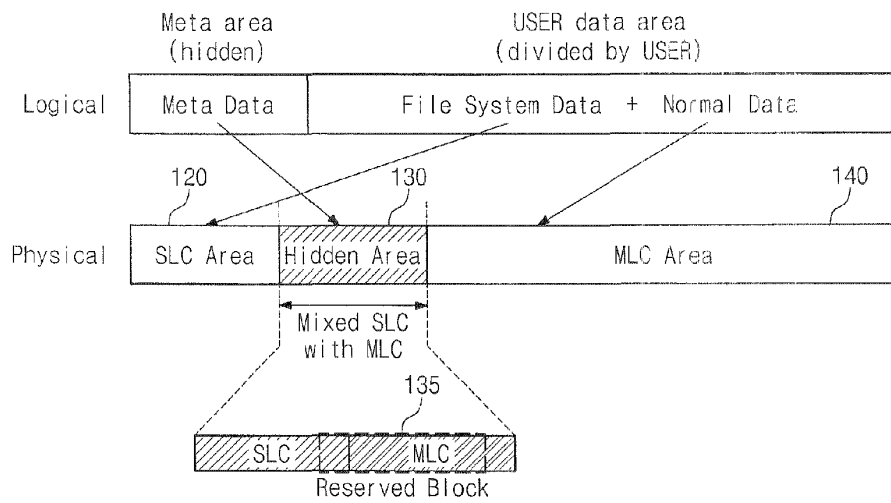 Meta area
(hidden)
USER data area
(divided by USER)
Logical
Meta Data
File System Data + Normal Data
120
130
140
Physical
SLC Area
Hidden Area
MLC Area
Mixed SLC
with MLC
135
SLC
MLC
Reserved Block